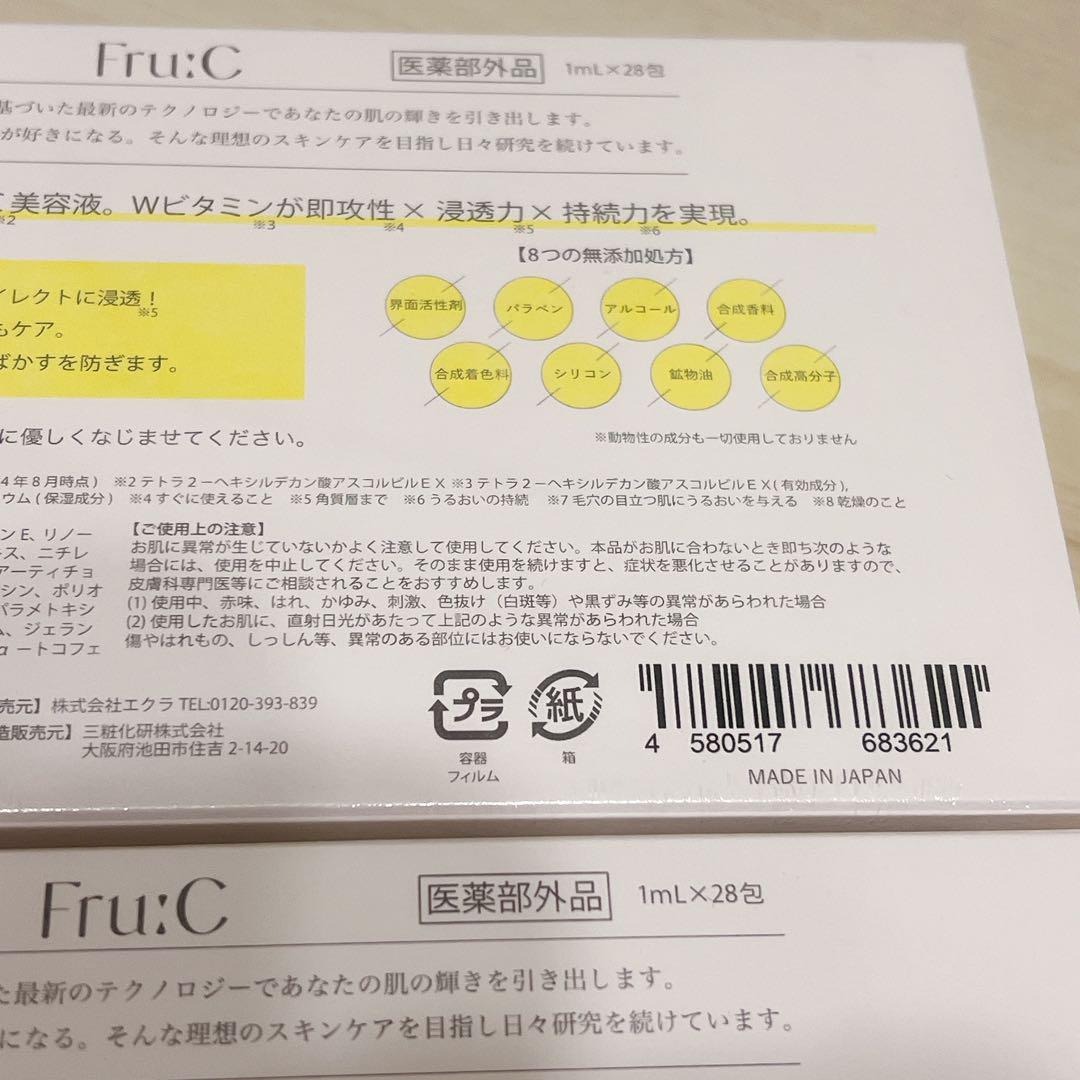 Fru:C
医薬部外品 1mL×28包
基づいた最新のテクノロジーであなたの肌の輝きを引き出します。
が好きになる。そんな理想のスキンケアを目指し日々研究を続けています。
美容液。Wビタミンが即攻性×浸透力×持続力を実現。
※2 ※3 ※4 ※5 ※6
【8つの無添加処方】
イレクトに浸透！
※5
もケア。
ばかすを防ぎます。
界面活性剤 パラベン アルコール 合成香料
合成着色料 シリコン 鉱物油 合成高分子
に優しくなじませてください。
※動物性の成分も一切使用しておりません
4年8月時点) ※2テトラ2－ヘキシルデカン酸アスコルビルＥＸ ※3テトラ2－ヘキシルデカン酸アスコルビルＥＸ(有効成分),
ウム(保湿成分) ※4すぐに使えること ※5角質層まで ※6うるおいの持続 ※7毛穴の目立つ肌にうるおいを与える ※8乾燥のこと
ンE、リノー
キス、ニチレ
アーティチョ
シン、ポリオ
パラメトキシ
ム、ジェラン
ュートコフェ
【ご使用上の注意】
お肌に異常が生じていないかよく注意して使用してください。本品がお肌に合わないとき即ち次のような
場合には、使用を中止してください。そのまま使用を続けますと、症状を悪化させることがありますので、
皮膚科専門医等にご相談されることをおすすめします。
(1) 使用中、赤味、はれ、かゆみ、刺激、色抜け（白斑等）や黒ずみ等の異常があらわれた場合
(2) 使用したお肌に、直射日光があたって上記のような異常があらわれた場合
傷やはれもの、しっしん等、異常のある部位にはお使いにならないでください。
売元】株式会社エクラ TEL:0120-393-839
造販売元】三粧化研株式会社
大阪府池田市住吉 2-14-20
プラ
容器
フィルム
紙
箱
4 580517 683621
MADE IN JAPAN
Fru:C
医薬部外品 1mL×28包
た最新のテクノロジーであなたの肌の輝きを引き出します。
になる。そんな理想のスキンケアを目指し日々研究を続けています。